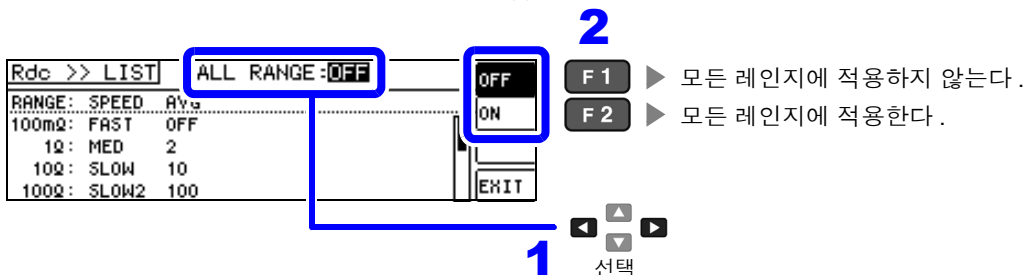 2
Rdc >> LIST ALL RANGE:OFF
OFF
ON
EXIT
RANGE: SPEED AVG
100mΩ: FAST OFF
1Ω: MED 2
10Ω: SLOW 10
100Ω: SLOW2 100
F 1 ▶ 모든 레인지에 적용하지 않는다 .
F 2 ▶ 모든 레인지에 적용한다 .
1
선택